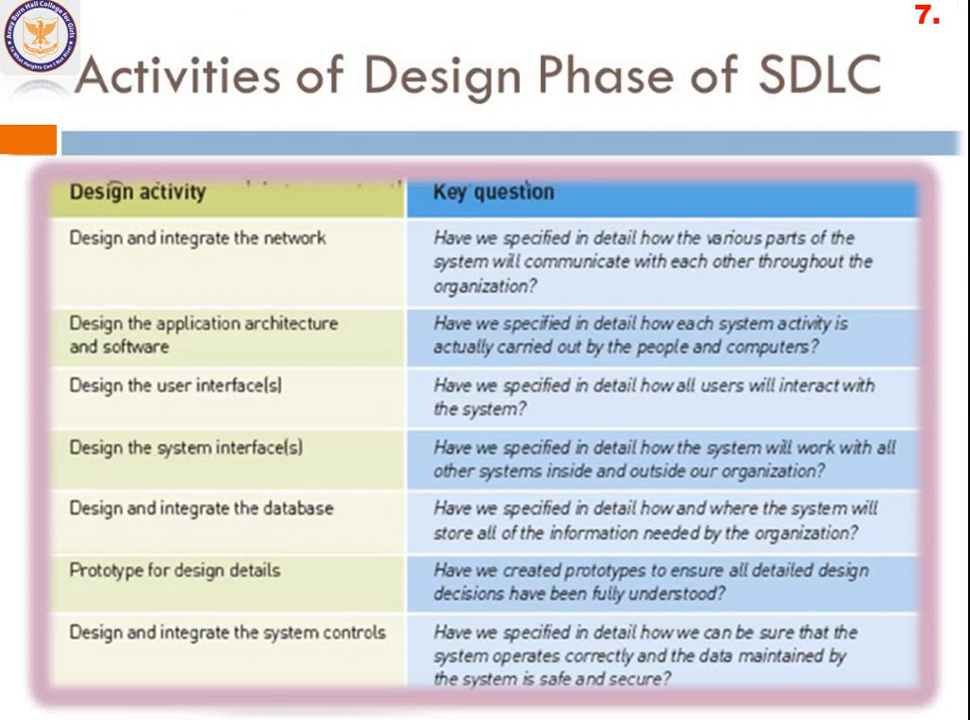 7.
Army Burn Hall College for Girls
Activities of Design Phase of SDLC
Design activity
Key question
Design and integrate the network
Have we specified in detail how the various parts of the
system will communicate with each other throughout the
organization?
Design the application architecture
and software
Have we specified in detail how each system activity is
actually carried out by the people and computers?
Design the user interface(s)
Have we specified in detail how all users will interact with
the system?
Design the system interface(s)
Have we specified in detail how the system will work with all
other systems inside and outside our organization?
Design and integrate the database
Have we specified in detail how and where the system will
store all of the information needed by the organization?
Prototype for design details
Have we created prototypes to ensure all detailed design
decisions have been fully understood?
Design and integrate the system controls
Have we specified in detail how we can be sure that the
system operates correctly and the data maintained by
the system is safe and secure?